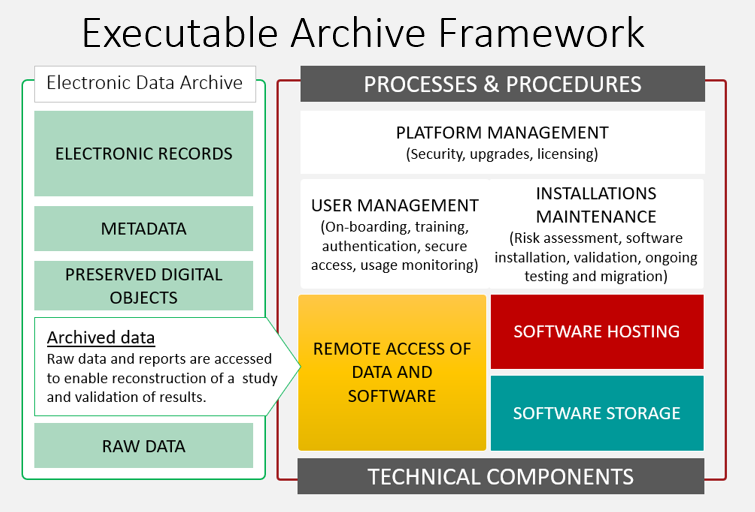 Executable Archive Framework
Electronic Data Archive
ELECTRONIC RECORDS
METADATA
PRESERVED DIGITAL
OBJECTS
Archived data
Raw data and reports are accessed
to enable reconstruction of a study
and validation of results.
RAW DATA
PROCESSES & PROCEDURES
PLATFORM MANAGEMENT
(Security, upgrades, licensing)
USER MANAGEMENT
(On-boarding, training,
authentication, secure
access, usage monitoring)
INSTALLATIONS
MAINTENANCE
(Risk assessment, software
installation, validation, ongoing
testing and migration)
REMOTE ACCESS OF
DATA AND
SOFTWARE
SOFTWARE HOSTING
SOFTWARE STORAGE
TECHNICAL COMPONENTS